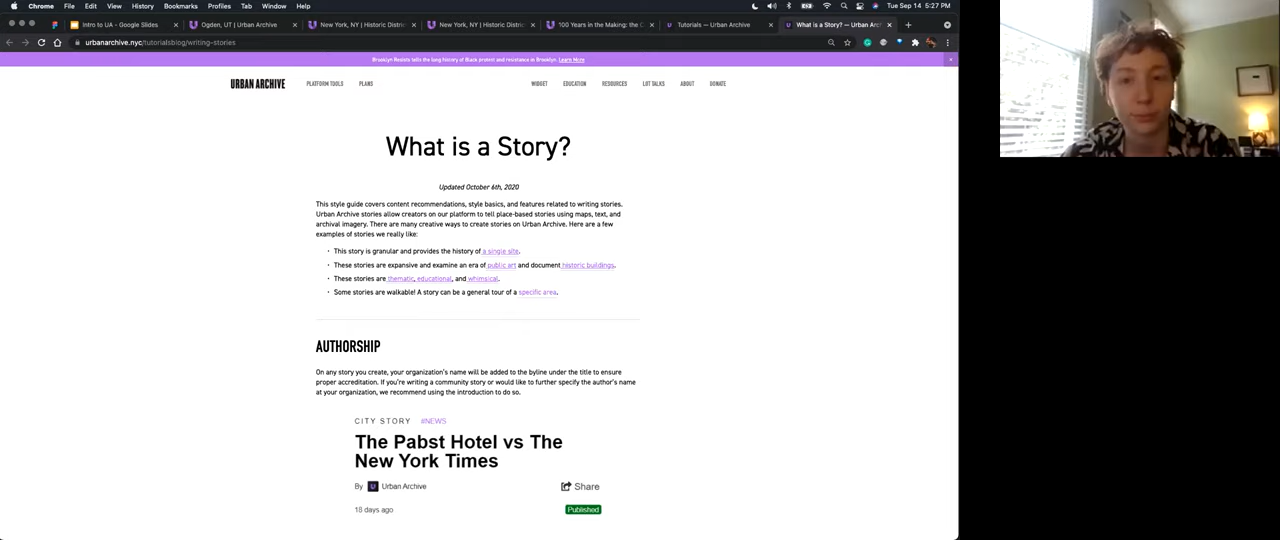 Chrome File Edit View History Bookmarks Profiles Tab Window Help
Tue Sep 14 5:27 PM
Intro to UA - Google Slides
Ogden, UT | Urban Archive
New York, NY | Historic Distri
New York, NY | Historic Distric
100 Years in the Making: the C
Tutorials — Urban Archive
What is a Story? — Urban Arch
urbanarchive.nyc/tutorialsblog/writing-stories
Brooklyn Resists tells the long history of Black protest and resistance in Brooklyn. Learn More
URBAN ARCHIVE
PLATFORM TOOLS PLANS
WIDGET EDUCATION RESOURCES LOT TALKS ABOUT DONATE
What is a Story?
Updated October 6th, 2020
This style guide covers content recommendations, style basics, and features related to writing stories.
Urban Archive stories allow creators on our platform to tell place-based stories using maps, text, and
archival imagery. There are many creative ways to create stories on Urban Archive. Here are a few
examples of stories we really like:
• This story is granular and provides the history of a single site.
• These stories are expansive and examine an era of public art and document historic buildings.
• These stories are thematic, educational, and whimsical.
• Some stories are walkable! A story can be a general tour of a specific area.
AUTHORSHIP
On any story you create, your organization's name will be added to the byline under the title to ensure
proper accreditation. If you're writing a community story or would like to further specify the author's name
at your organization, we recommend using the introduction to do so.
CITY STORY #NEWS
The Pabst Hotel vs The
New York Times
By Urban Archive
Share
18 days ago
Published